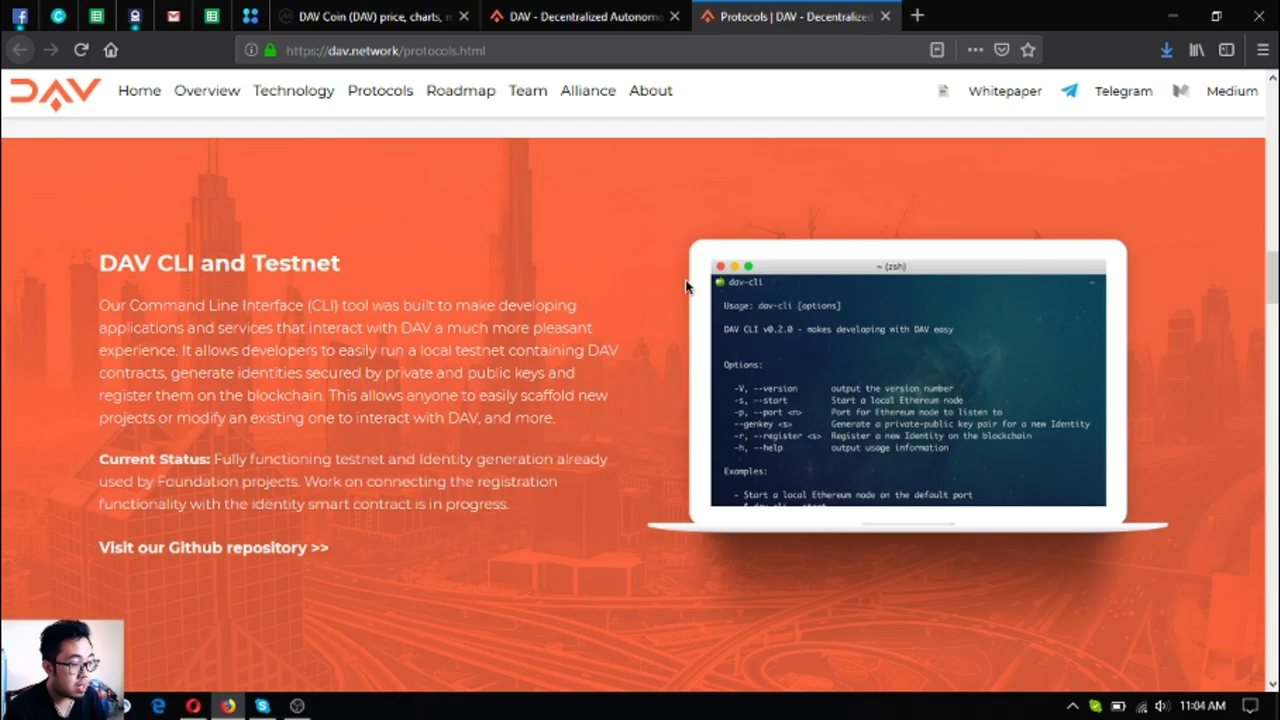 DAV Coin (DAV) price, charts, m
DAV - Decentralized Autonomo
Protocols | DAV - Decentralized
https://dav.network/protocols.html
DAV
Home
Overview
Technology
Protocols
Roadmap
Team
Alliance
About
Whitepaper
Telegram
Medium
DAV CLI and Testnet
Our Command Line Interface (CLI) tool was built to make developing
applications and services that interact with DAV a much more pleasant
experience. It allows developers to easily run a local testnet containing DAV
contracts, generate identities secured by private and public keys and
register them on the blockchain. This allows anyone to easily scaffold new
projects or modify an existing one to interact with DAV, and more.
Current Status: Fully functioning testnet and Identity generation already
used by Foundation projects. Work on connecting the registration
functionality with the identity smart contract is in progress.
Visit our Github repository >>
~ (zsh)
dav-cli ~
Usage: dav-cli [options]
DAV CLI v0.2.0 - makes developing with DAV easy
Options:
-V, --version output the version number
-s, --start Start a local Ethereum node
-p, --port <n> Port for Ethereum node to listen to
--genkey <s> Generate a private-public key pair for a new Identity
-r, --register <s> Register a new Identity on the blockchain
-h, --help output usage information
Examples:
- Start a local Ethereum node on the default port
11:04 AM